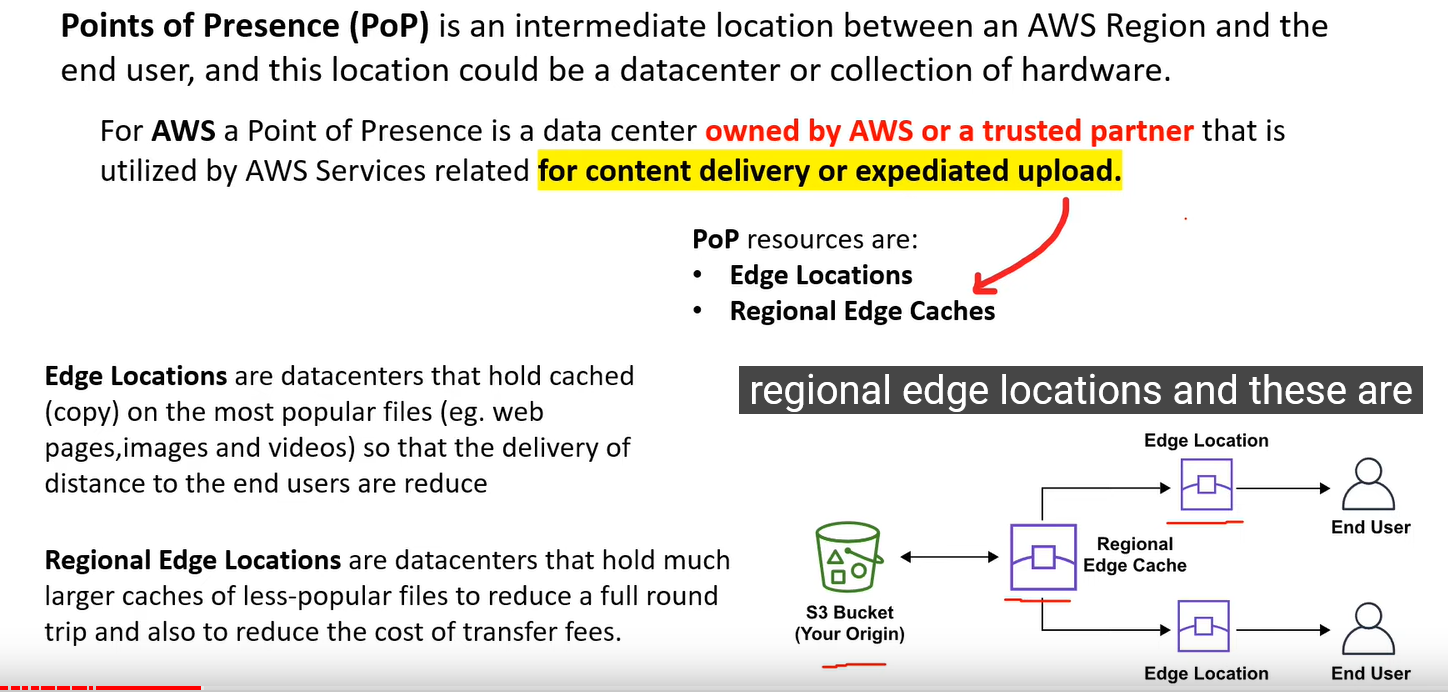 Points of Presence (PoP) is an intermediate location between an AWS Region and the
end user, and this location could be a datacenter or collection of hardware.
For AWS a Point of Presence is a data center owned by AWS or a trusted partner that is
utilized by AWS Services related for content delivery or expediated upload.
PoP resources are:
• Edge Locations
• Regional Edge Caches
Edge Locations are datacenters that hold cached
(copy) on the most popular files (eg. web
pages,images and videos) so that the delivery of
distance to the end users are reduce
Regional Edge Locations are datacenters that hold much
larger caches of less-popular files to reduce a full round
trip and also to reduce the cost of transfer fees.
regional edge locations and these are
Edge Location
End User
Regional
Edge Cache
S3 Bucket
(Your Origin)
Edge Location
End User